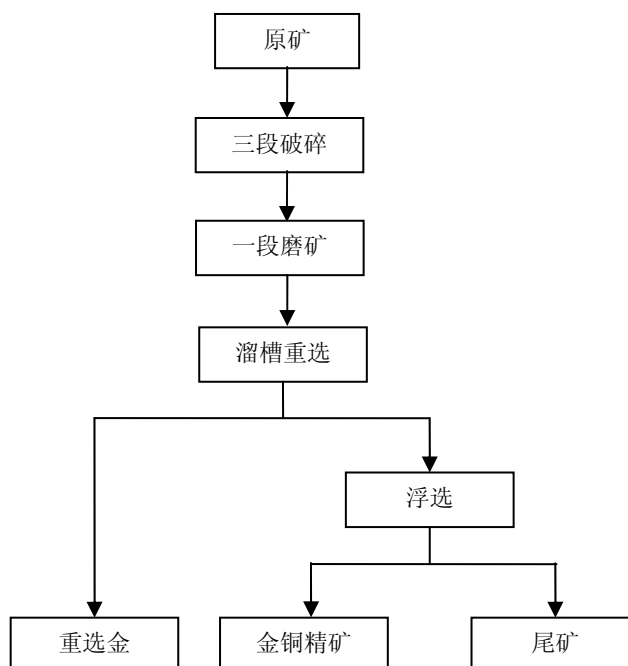 原矿
三段破碎
一段磨矿
溜槽重选
浮选
重选金
金铜精矿
尾矿